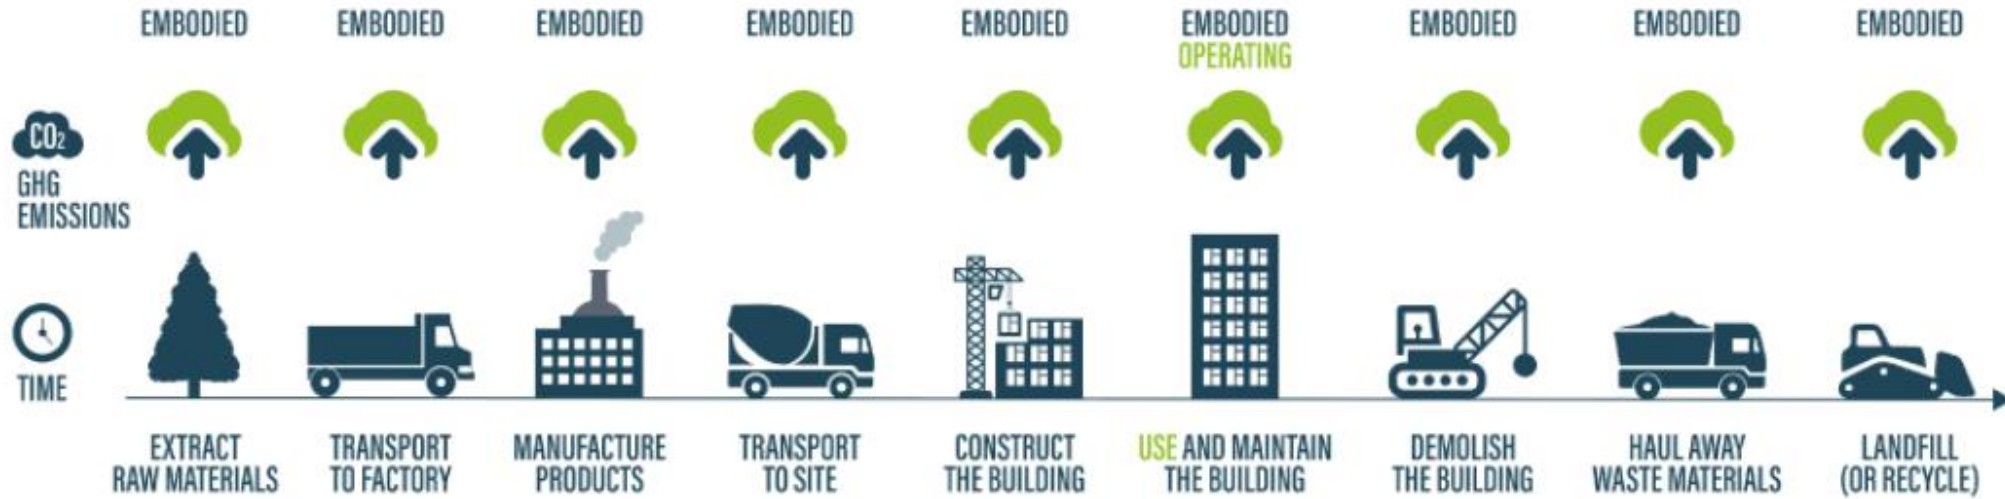 EMBODIED
EMBODIED
EMBODIED
EMBODIED
EMBODIED
EMBODIED
OPERATING
EMBODIED
EMBODIED
EMBODIED
CO₂
GHG
EMISSIONS
TIME
EXTRACT
RAW MATERIALS
TRANSPORT
TO FACTORY
MANUFACTURE
PRODUCTS
TRANSPORT
TO SITE
CONSTRUCT
THE BUILDING
USE AND MAINTAIN
THE BUILDING
DEMOLISH
THE BUILDING
HAUL AWAY
WASTE MATERIALS
LANDFILL
(OR RECYCLE)